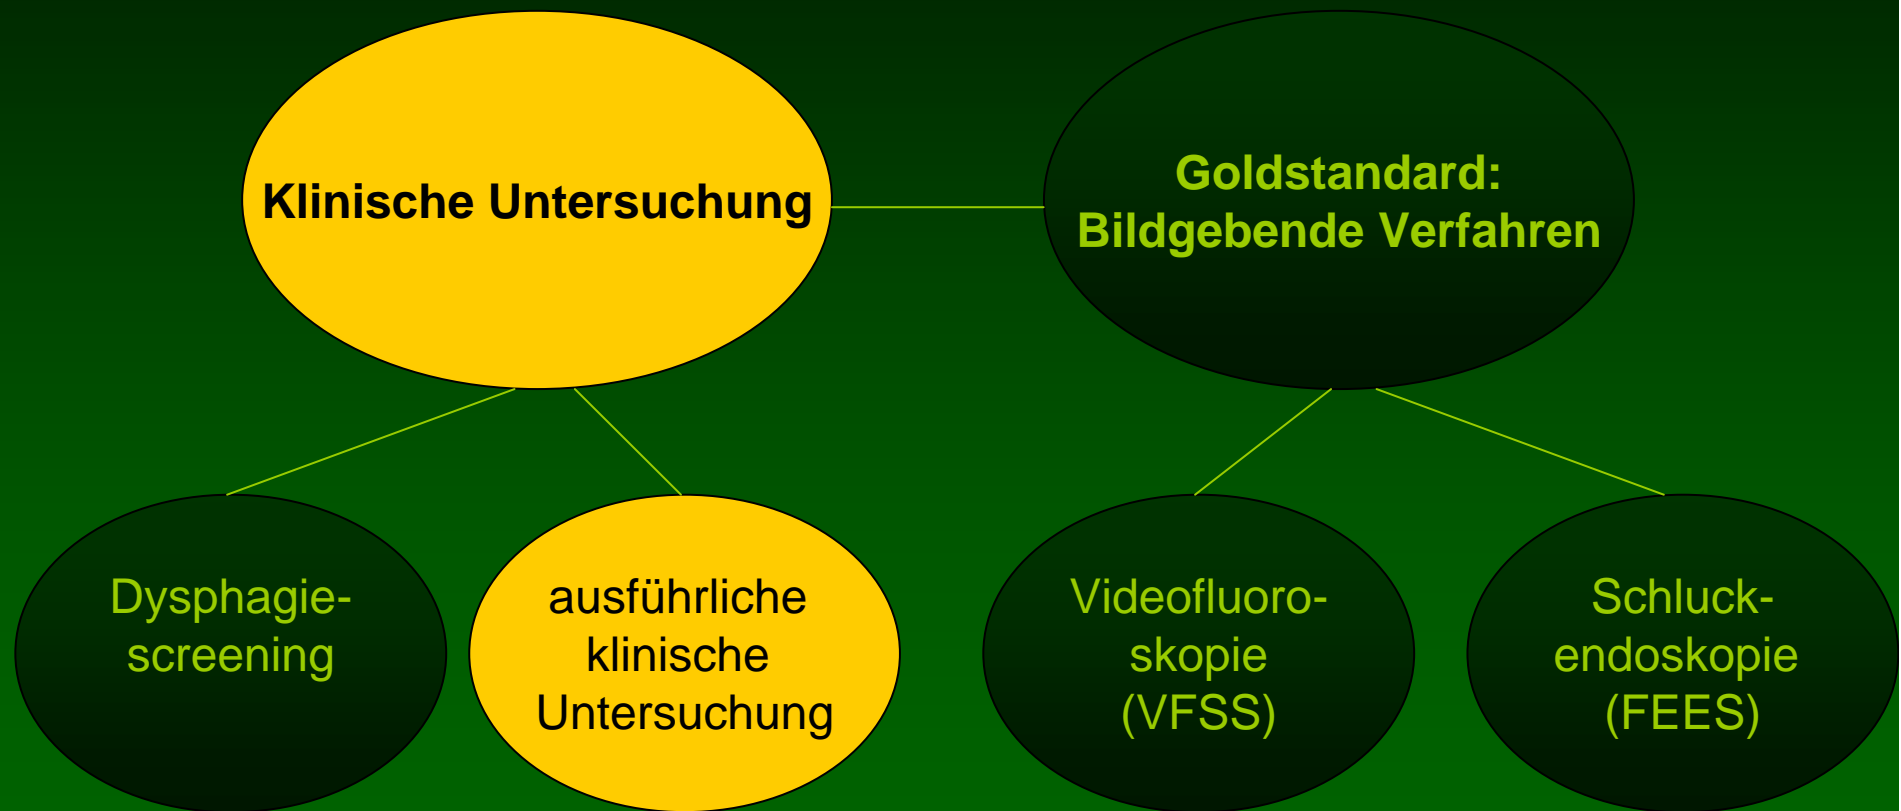 Klinische Untersuchung
Goldstandard:
Bildgebende Verfahren
Dysphagie-
screening
ausführliche
klinische
Untersuchung
Videofluoro-
skopie
(VFSS)
Schluck-
endoskopie
(FEES)